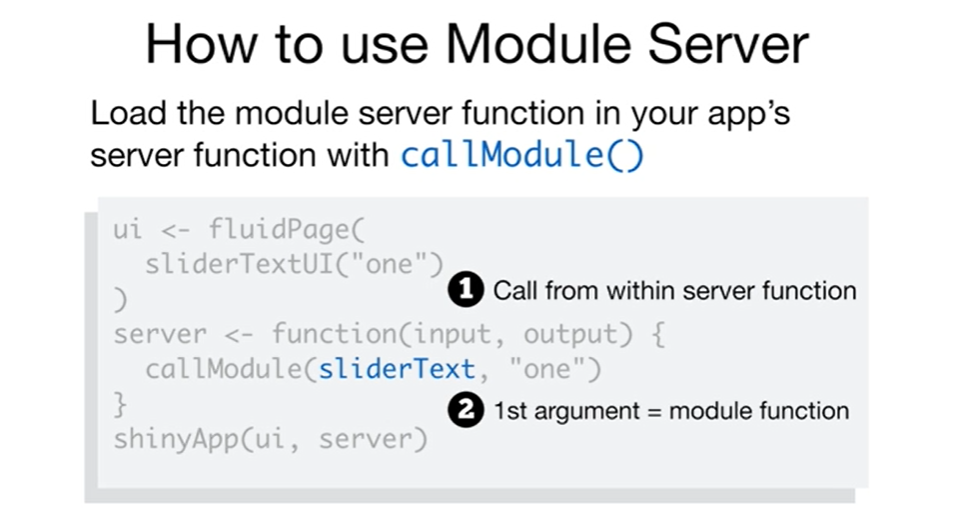 How to use Module Server
Load the module server function in your app’s
server function with callModule()
ui <- fluidPage(
  sliderTextUI("one")
❶ Call from within server function
)
server <- function(input, output) {
  callModule(sliderText, "one")
❷ 1st argument = module function
}
shinyApp(ui, server)